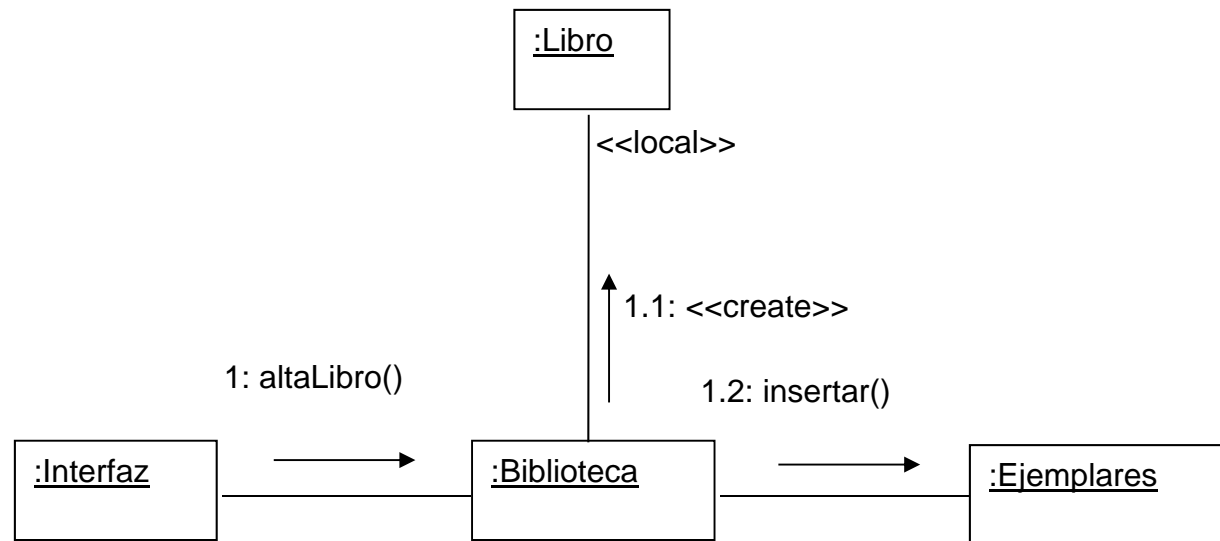 :Libro
<<local>>
1.1: <<create>>
1: altaLibro()
1.2: insertar()
:Interfaz
:Biblioteca
:Ejemplares